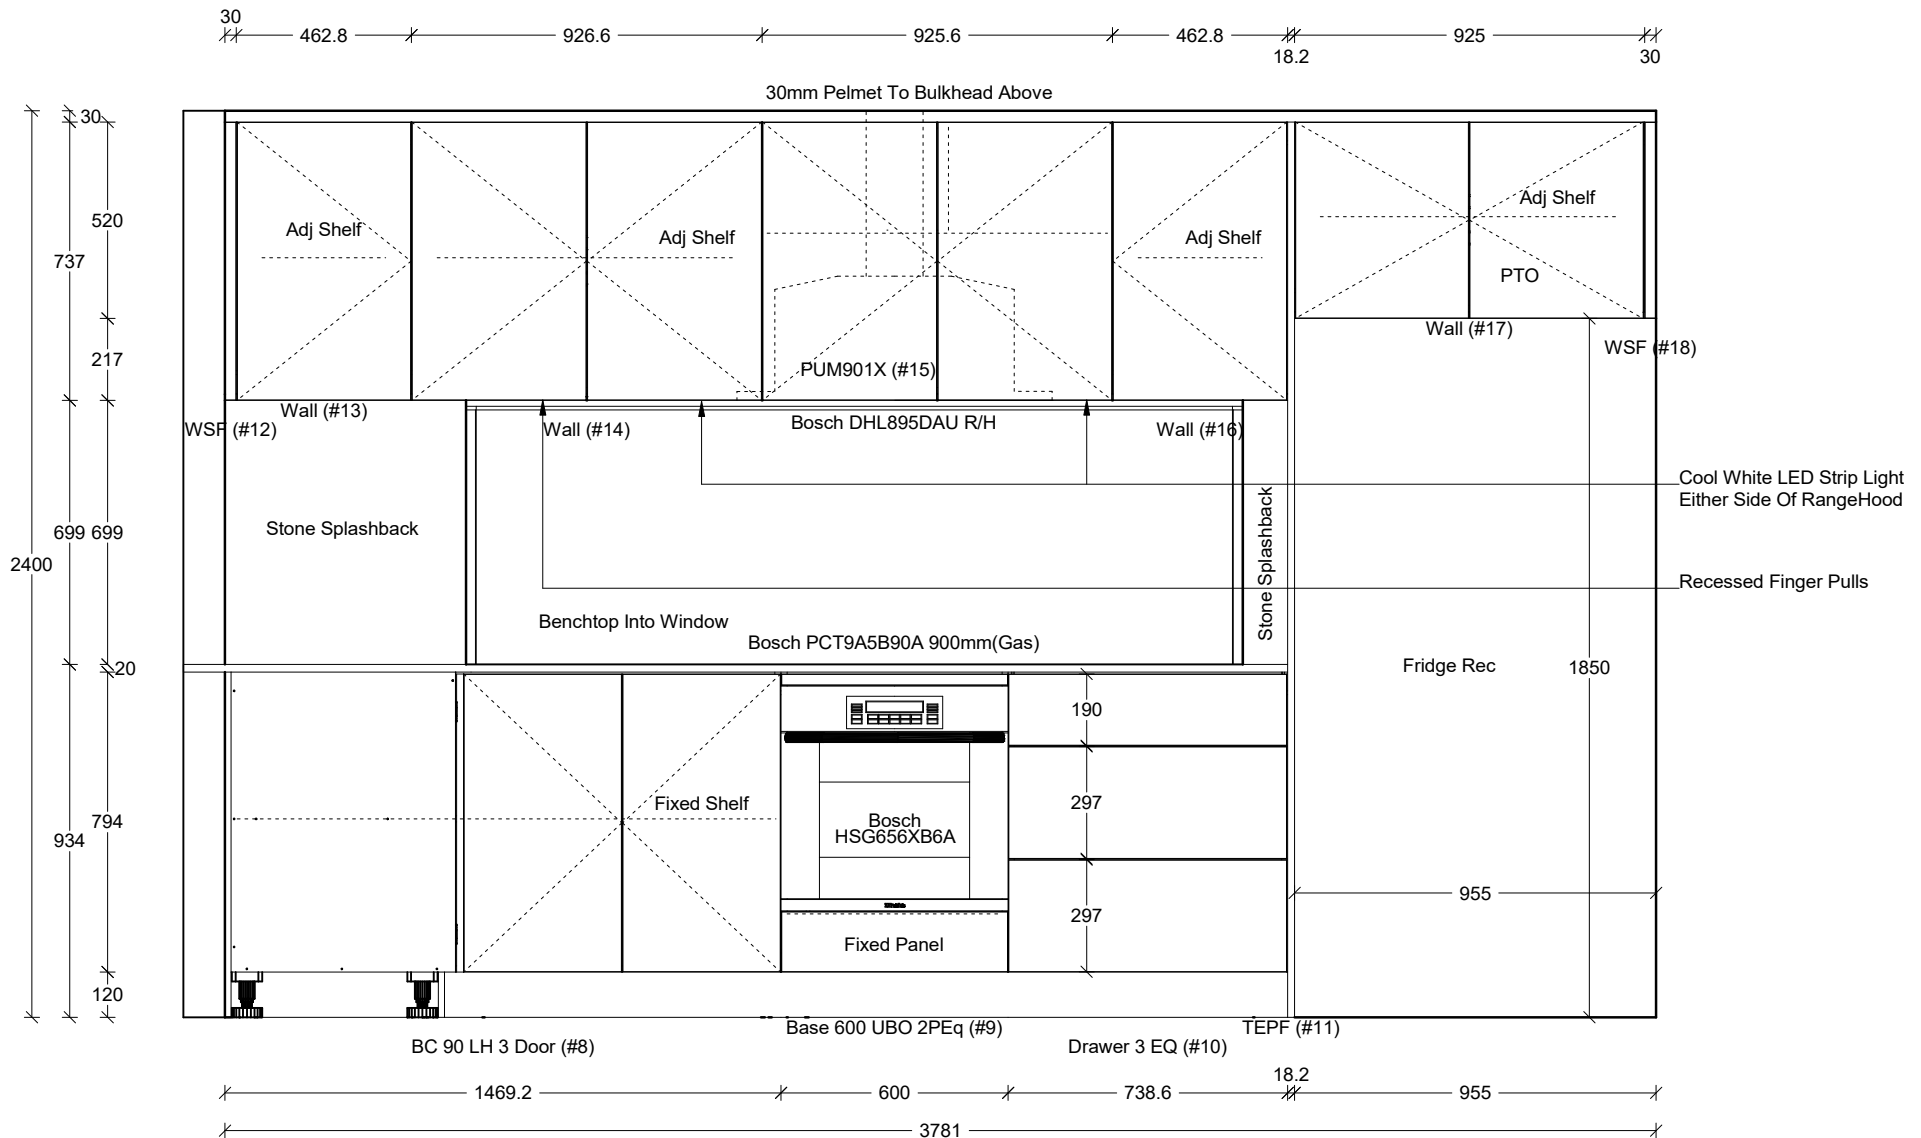 30
462.8
926.6
925.6
462.8
925
18.2
30
30mm Pelmet To Bulkhead Above
30
520
737
217
699
699
2400
20
794
934
120
Adj Shelf
Adj Shelf
Adj Shelf
Adj Shelf
PTO
Wall (#17)
WSF (#18)
PUM901X (#15)
Wall (#13)
WSF (#12)
Wall (#14)
Bosch DHL895DAU R/H
Wall (#16)
Cool White LED Strip Light
Either Side Of RangeHood
Stone Splashback
Stone Splashback
Recessed Finger Pulls
Benchtop Into Window
Bosch PCT9A5B90A 900mm(Gas)
Fridge Rec
1850
190
297
297
Fixed Shelf
Bosch
HSG656XB6A
955
Fixed Panel
Base 600 UBO 2PEq (#9)
TEPF (#11)
BC 90 LH 3 Door (#8)
Drawer 3 EQ (#10)
18.2
1469.2
600
738.6
955
3781